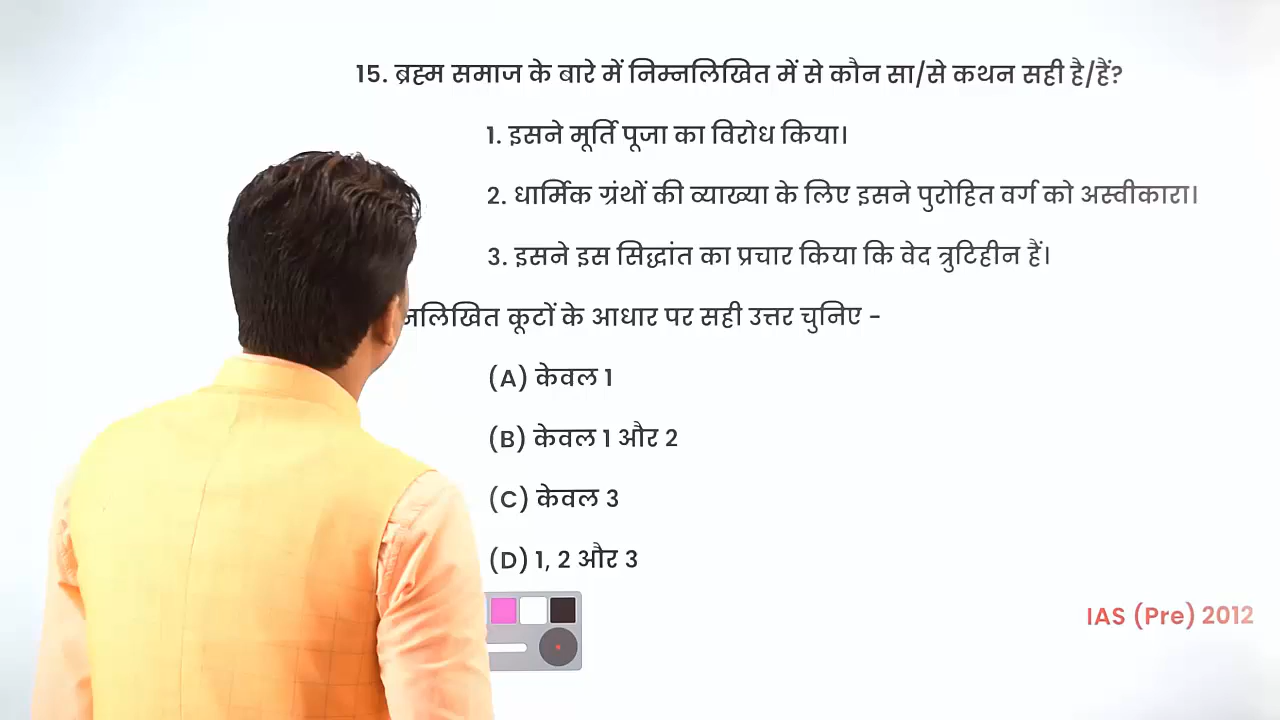 15. ब्रह्म समाज के बारे में निम्नलिखित में से कौन सा/से कथन सही है/हैं?
1. इसने मूर्ति पूजा का विरोध किया।
2. धार्मिक ग्रंथों की व्याख्या के लिए इसने पुरोहित वर्ग को अस्वीकारा।
3. इसने इस सिद्धांत का प्रचार किया कि वेद त्रुटिहीन हैं।
कूटों के आधार पर सही उत्तर चुनिए -
(A) केवल 1
(B) केवल 1 और 2
(C) केवल 3
(D) 1, 2 और 3
IAS (Pre) 2012